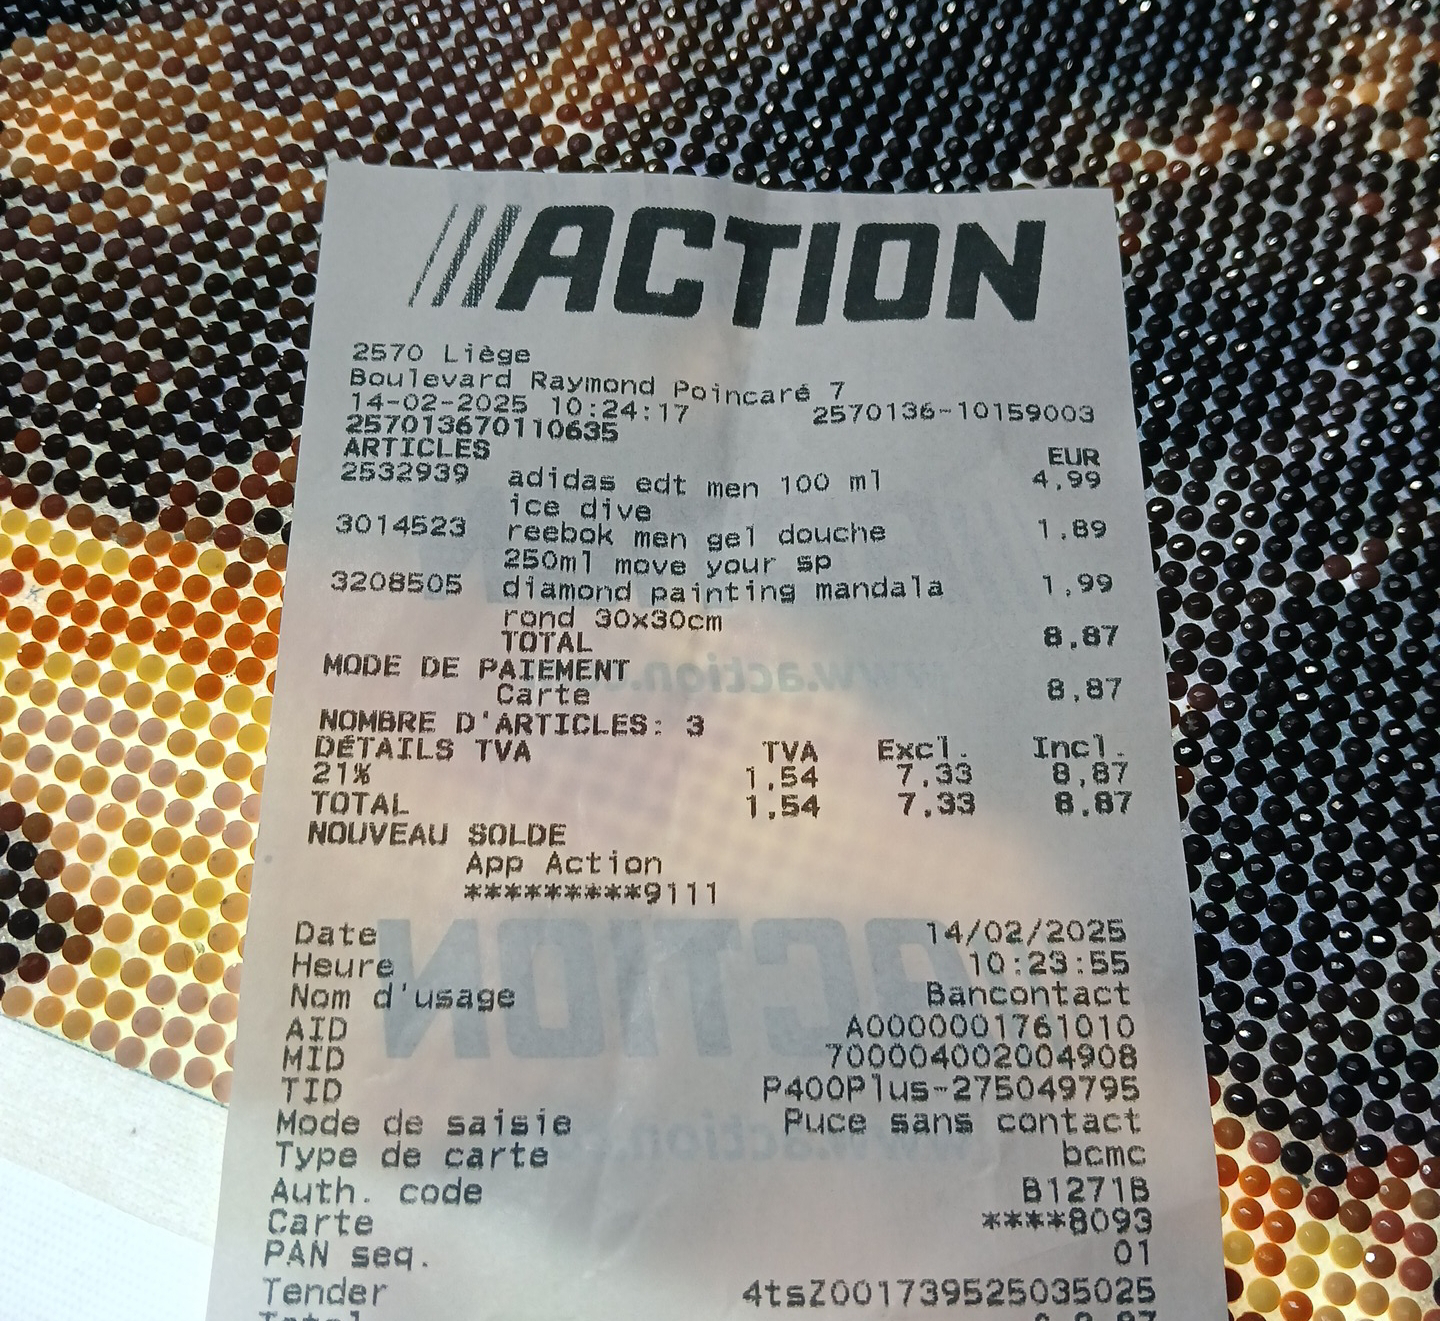 ACTION
2570 Liège
Boulevard Raymond Poincaré 7
14-02-2025 10:24:17 2570136-10159003
257013670110635
ARTICLES EUR
2532939 adidas edt men 100 ml 4,99
ice dive
3014523 reebok men gel douche 1,89
250ml move your sp
3208505 diamond painting mandala 1,99
rond 30x30cm
TOTAL 8,87
MODE DE PAIEMENT
Carte 8,87
NOMBRE D'ARTICLES: 3
DÉTAILS TVA TVA Excl. Incl.
21% 1,54 7,33 8,87
TOTAL 1,54 7,33 8,87
NOUVEAU SOLDE
App Action
*********9111
Date 14/02/2025
Heure 10:23:55
Nom d'usage Bancontact
AID A0000001761010
MID 700004002004908
TID P400Plus-275049795
Mode de saisie Puce sans contact
Type de carte bcmc
Auth. code B1271B
Carte ****8093
PAN seq. 01
Tender 4tsZ001739525035025